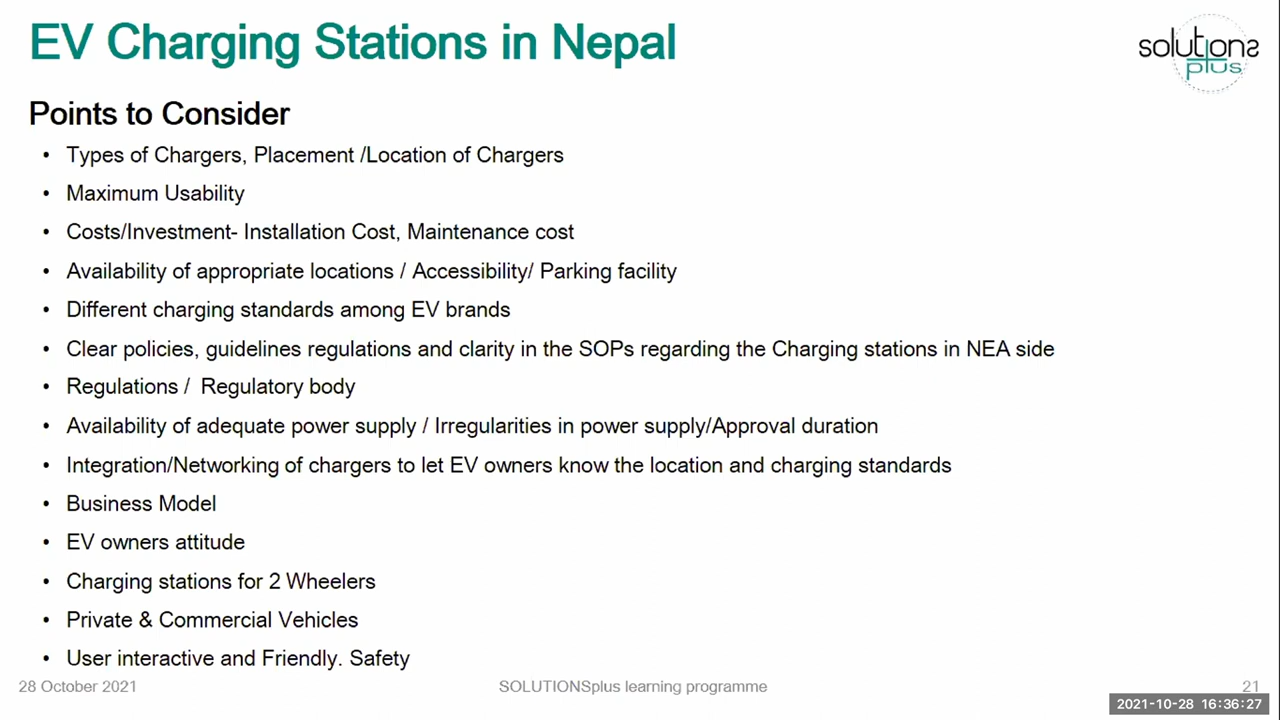 EV Charging Stations in Nepal
solutions
plus
Points to Consider
• Types of Chargers, Placement /Location of Chargers
• Maximum Usability
• Costs/Investment- Installation Cost, Maintenance cost
• Availability of appropriate locations / Accessibility/ Parking facility
• Different charging standards among EV brands
• Clear policies, guidelines regulations and clarity in the SOPs regarding the Charging stations in NEA side
• Regulations / Regulatory body
• Availability of adequate power supply / Irregularities in power supply/Approval duration
• Integration/Networking of chargers to let EV owners know the location and charging standards
• Business Model
• EV owners attitude
• Charging stations for 2 Wheelers
• Private & Commercial Vehicles
• User interactive and Friendly. Safety
28 October 2021
SOLUTIONSplus learning programme
21
2021-10-28 16:36:27